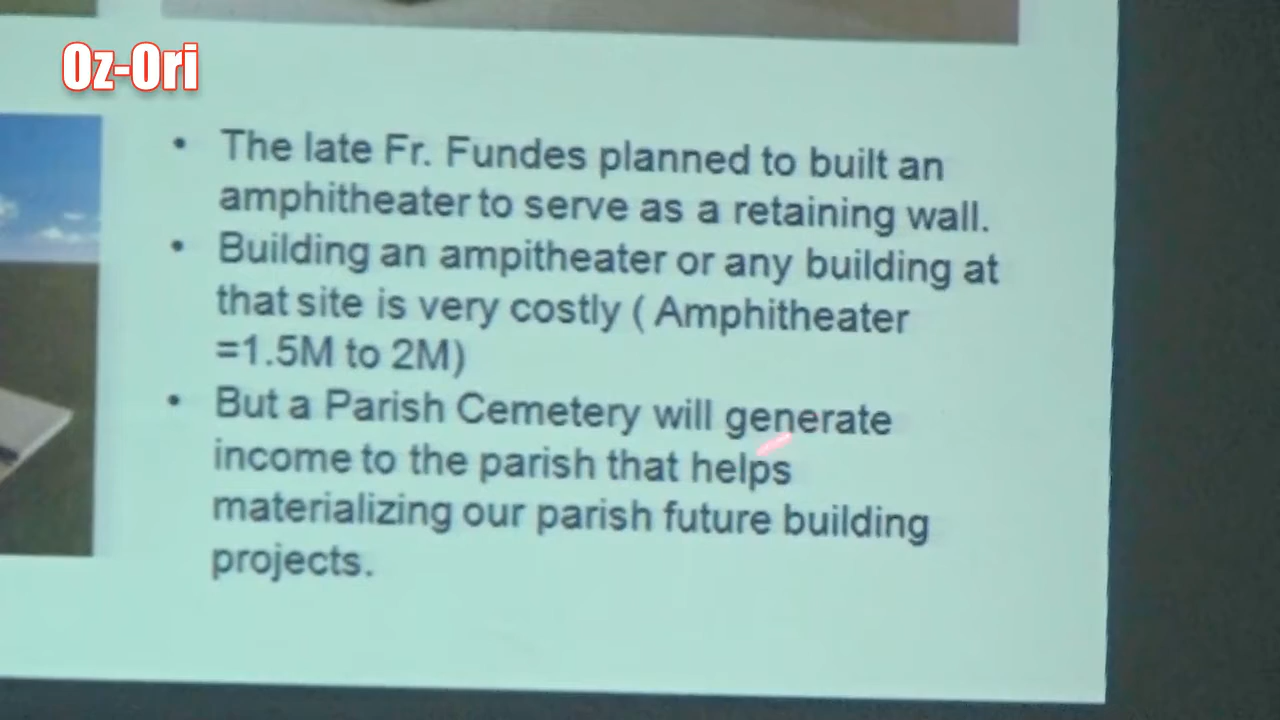 Oz-Ori
• The late Fr. Fundes planned to built an
amphitheater to serve as a retaining wall.
• Building an ampitheater or any building at
that site is very costly ( Amphitheater
=1.5M to 2M)
• But a Parish Cemetery will generate
income to the parish that helps
materializing our parish future building
projects.